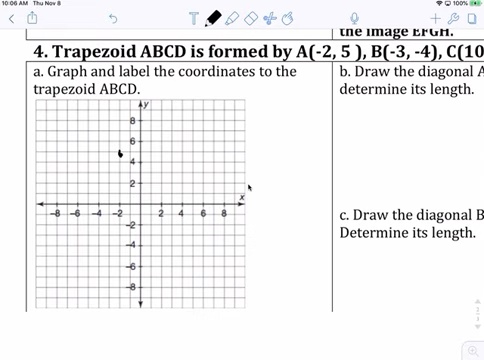 10:06 AM Thu Nov 8
100%
T
the image EFGH.
4. Trapezoid ABCD is formed by A(-2, 5 ), B(-3, -4), C(10
a. Graph and label the coordinates to the
trapezoid ABCD.
b. Draw the diagonal A
determine its length.
y
8
6
4
2
x
-8 -6 -4 -2 2 4 6 8
-2
-4
-6
-8
c. Draw the diagonal B
Determine its length.